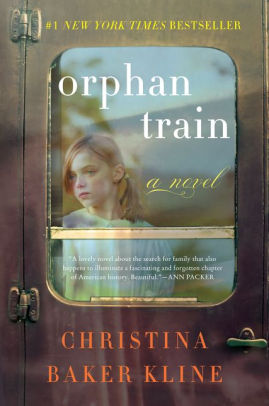 #1 NEW YORK TIMES BESTSELLER
orphan
train
a novel
"A lovely novel about the search for family that also
happens to illuminate a fascinating and forgotten chapter
of American history. Beautiful."—ANN PACKER
CHRISTINA
BAKER KLINE